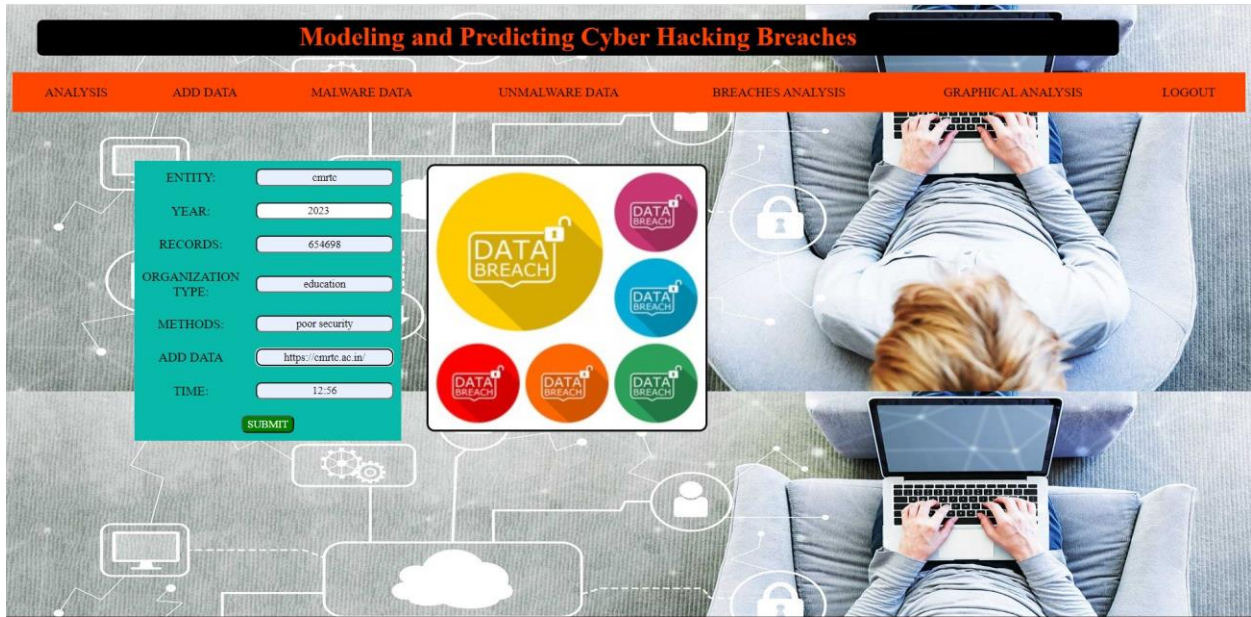 Modeling and Predicting Cyber Hacking Breaches
ANALYSIS ADD DATA MALWARE DATA UNMALWARE DATA BREACHES ANALYSIS GRAPHICAL ANALYSIS LOGOUT
ENTITY: cmrtc
YEAR: 2023
RECORDS: 654698
ORGANIZATION
TYPE: education
METHODS: poor security
ADD DATA https://cmrtc.ac.in/
TIME: 12:56
SUBMIT
DATA
BREACH
DATA
BREACH
DATA
BREACH
DATA
BREACH
DATA
BREACH
DATA
BREACH